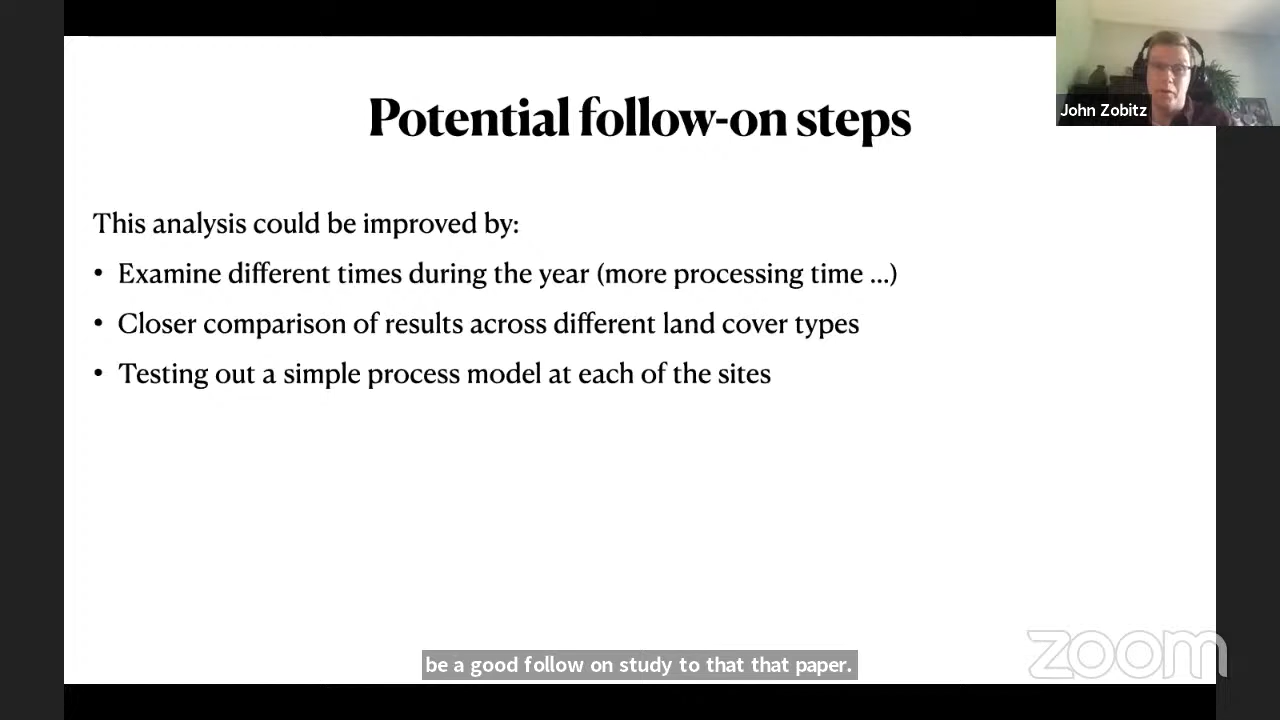 Potential follow-on steps
John Zobitz
This analysis could be improved by:
• Examine different times during the year (more processing time ...)
• Closer comparison of results across different land cover types
• Testing out a simple process model at each of the sites
be a good follow on study to that that paper.
zoom